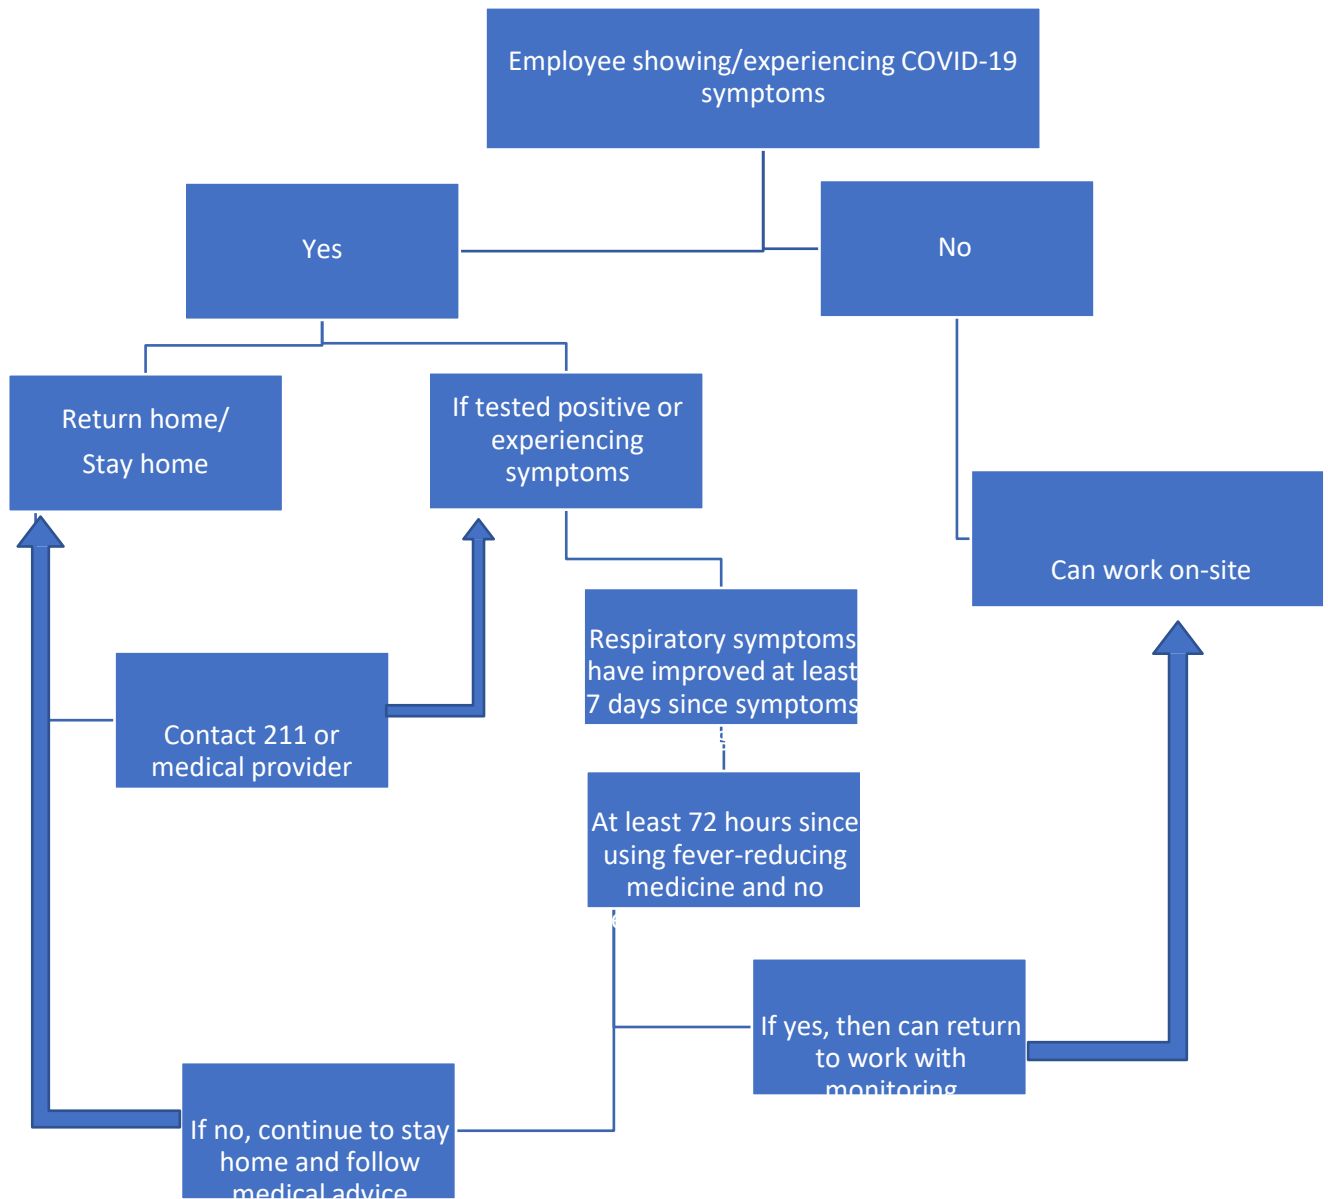 Employee showing/experiencing COVID-19
symptoms
Yes
No
Return home/
Stay home
If tested positive or
experiencing
symptoms
Can work on-site
Respiratory symptoms
have improved at least
7 days since symptoms
Contact 211 or
medical provider
At least 72 hours since
using fever-reducing
medicine and no
If yes, then can return
to work with
monitoring
If no, continue to stay
home and follow
medical advice